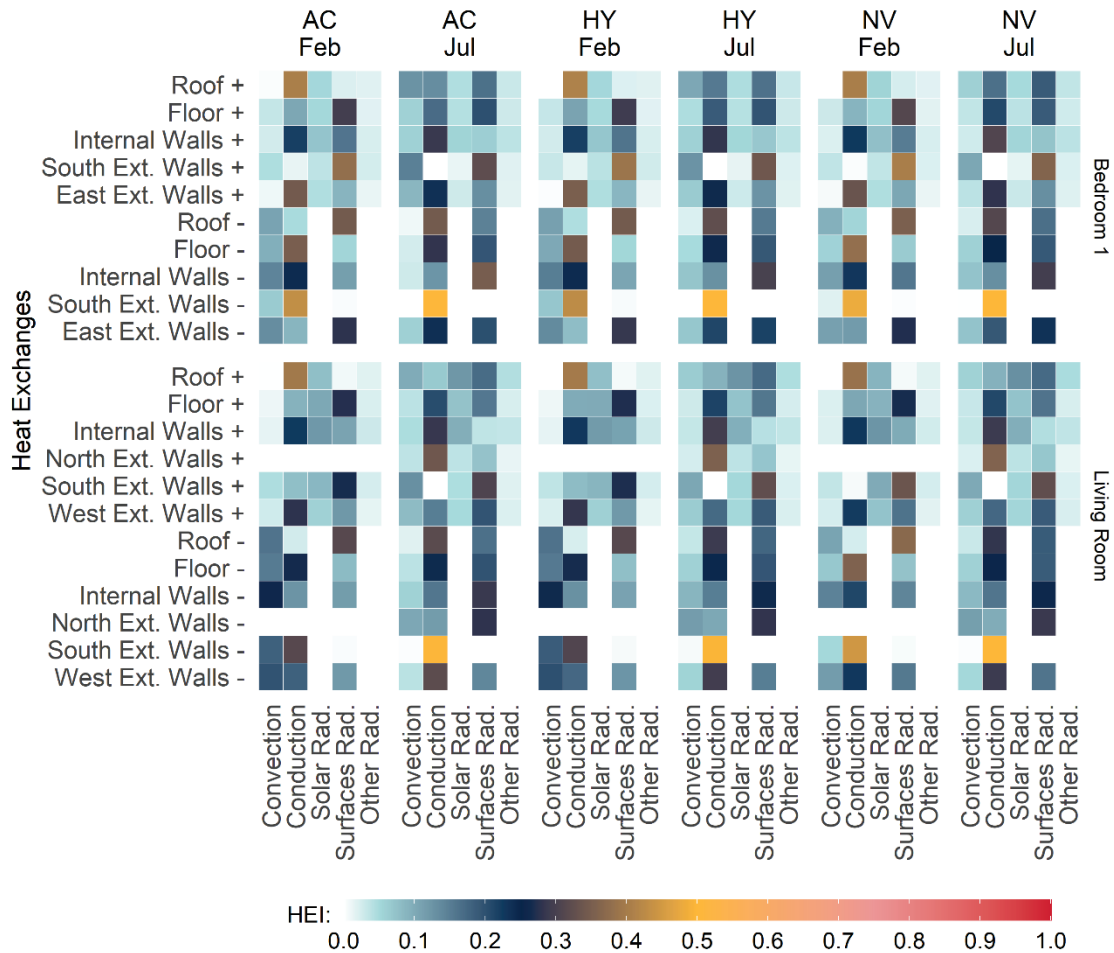 AC AC HY HY NV NV
Feb Jul Feb Jul Feb Jul
Heat Exchanges
Roof +
Floor +
Internal Walls +
South Ext. Walls +
East Ext. Walls +
Roof -
Floor -
Internal Walls -
South Ext. Walls -
East Ext. Walls -
Bedroom 1
Roof +
Floor +
Internal Walls +
North Ext. Walls +
South Ext. Walls +
West Ext. Walls +
Roof -
Floor -
Internal Walls -
North Ext. Walls -
South Ext. Walls -
West Ext. Walls -
Living Room
Convection
Conduction
Solar Rad.
Surfaces Rad.
Other Rad.
Convection
Conduction
Solar Rad.
Surfaces Rad.
Other Rad.
Convection
Conduction
Solar Rad.
Surfaces Rad.
Other Rad.
Convection
Conduction
Solar Rad.
Surfaces Rad.
Other Rad.
Convection
Conduction
Solar Rad.
Surfaces Rad.
Other Rad.
Convection
Conduction
Solar Rad.
Surfaces Rad.
Other Rad.
HEI:
0.0 0.1 0.2 0.3 0.4 0.5 0.6 0.7 0.8 0.9 1.0